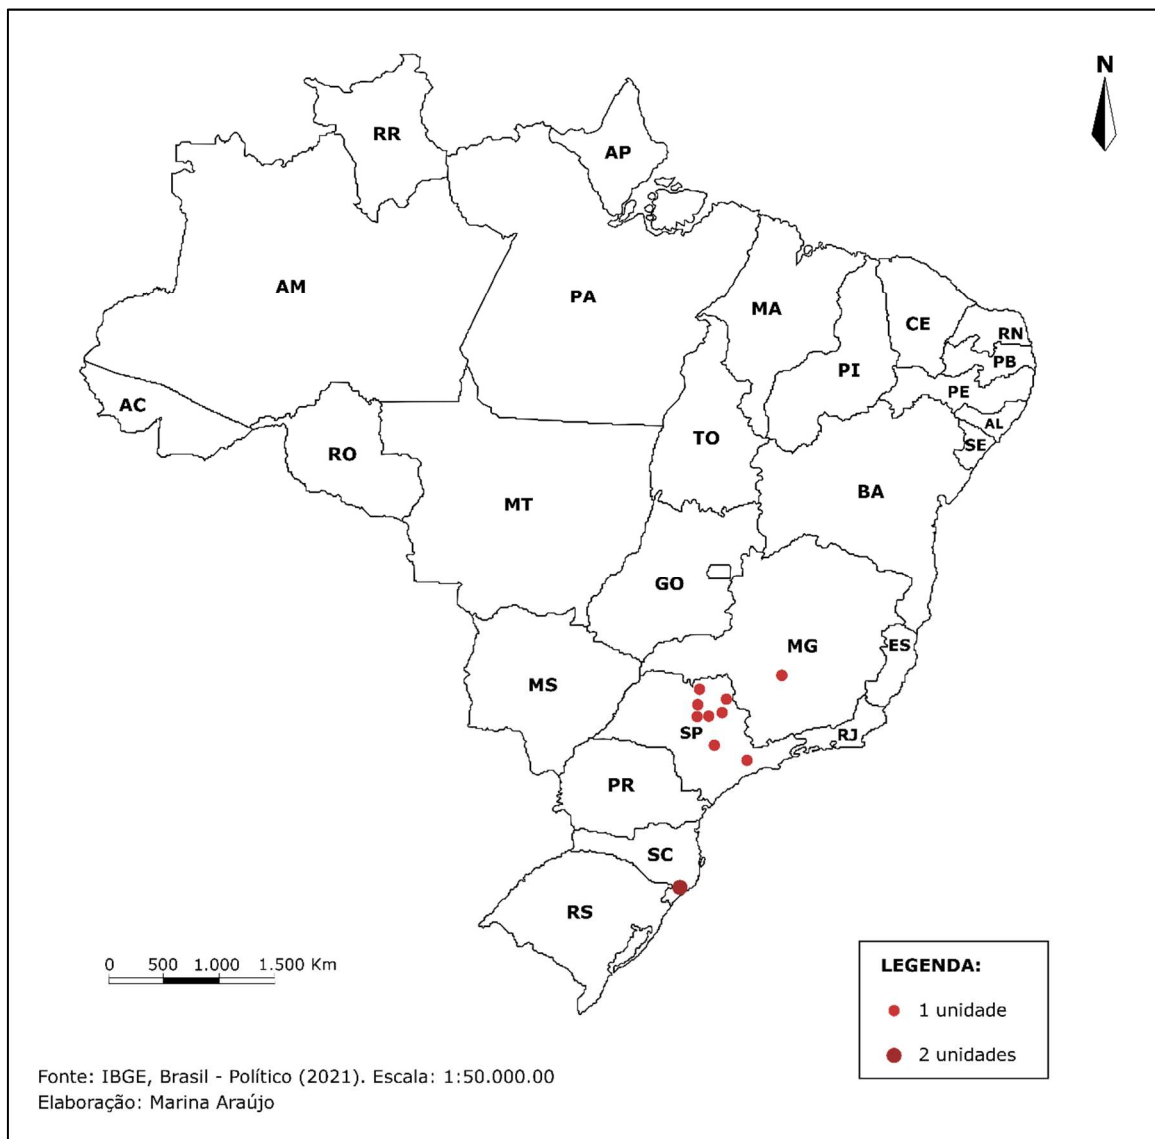 N
RR
AP
AM
PA
MA
CE
RN
PB
PI
PE
AC
AL
TO
SE
RO
BA
MT
GO
MG
ES
MS
SP
RJ
PR
SC
RS
0 500 1.000 1.500 Km
LEGENDA:
1 unidade
2 unidades
Fonte: IBGE, Brasil - Político (2021). Escala: 1:50.000.00
Elaboração: Marina Araújo